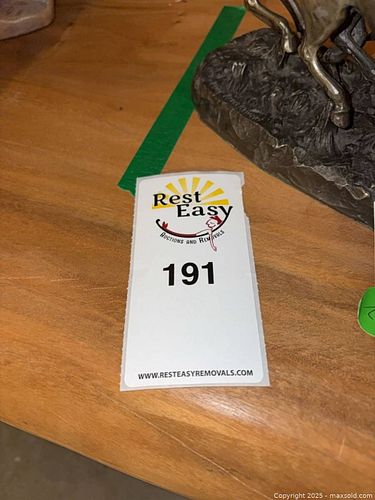 Rest
Easy
AUCTIONS AND REMOVALS
191
WWW.RESTEASYREMOVALS.COM
Copyright 2025 - maxsold.com